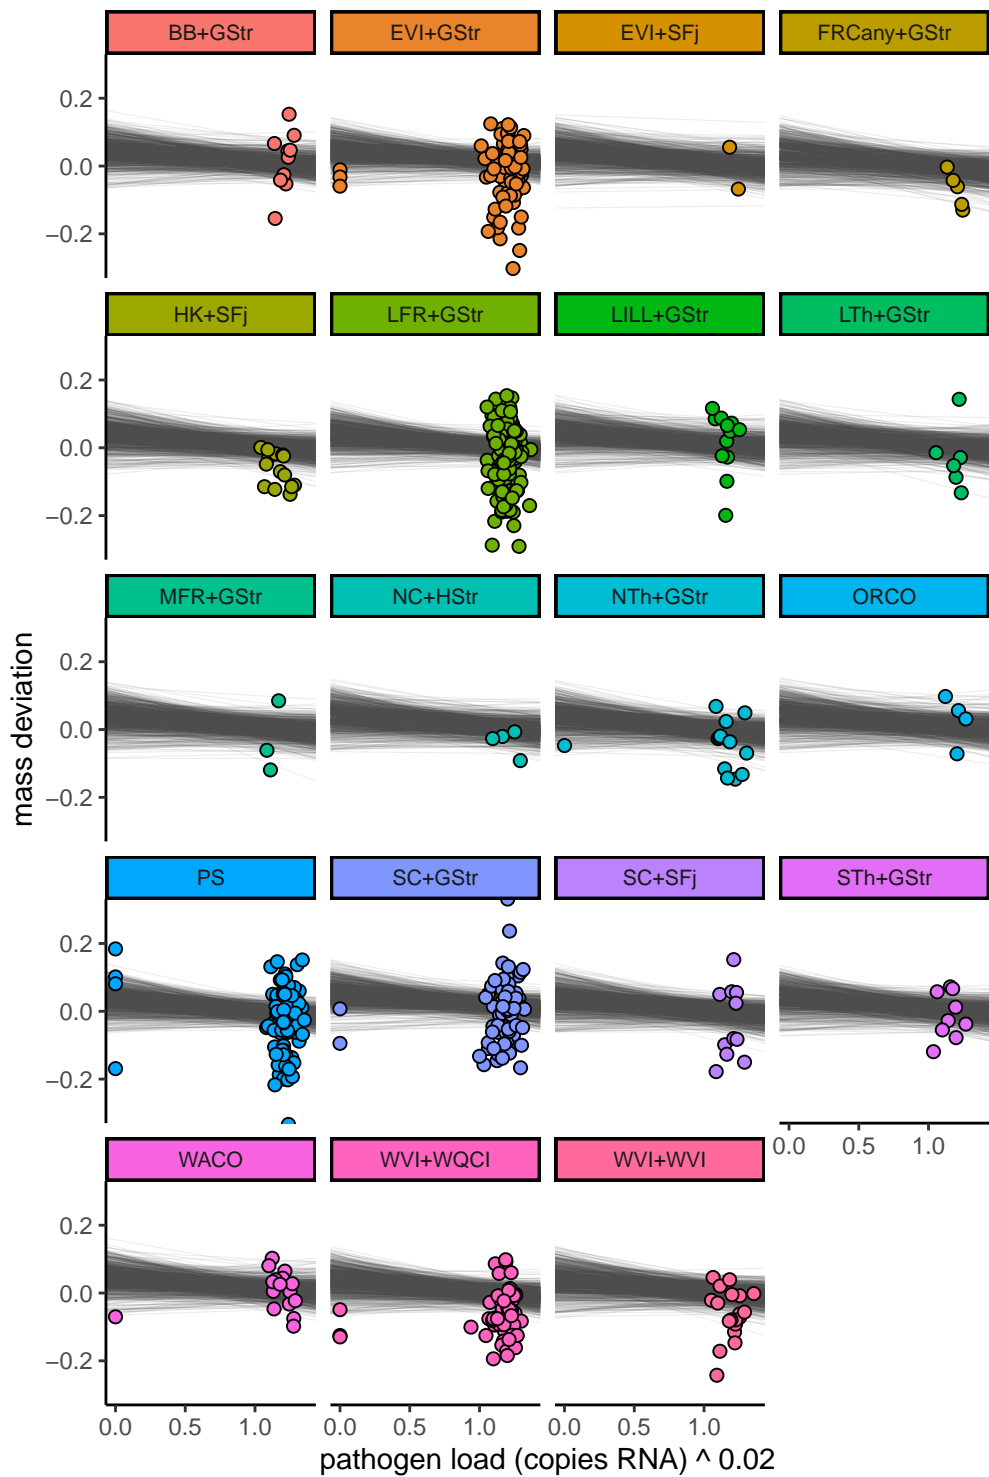 BB+GStr EVI+GStr EVI+SFj FRCany+GStr
0.2
0.0
−0.2
HK+SFj LFR+GStr LILL+GStr LTh+GStr
0.2
0.0
−0.2
MFR+GStr NC+HStr NTh+GStr ORCO
0.2
0.0
−0.2
mass deviation
PS SC+GStr SC+SFj STh+GStr
0.2
0.0
−0.2
0.0 0.5 1.0
WACO WVI+WQCI WVI+WVI
0.2
0.0
−0.2
0.0 0.5 1.0 0.0 0.5 1.0 0.0 0.5 1.0
pathogen load (copies RNA) ^ 0.02